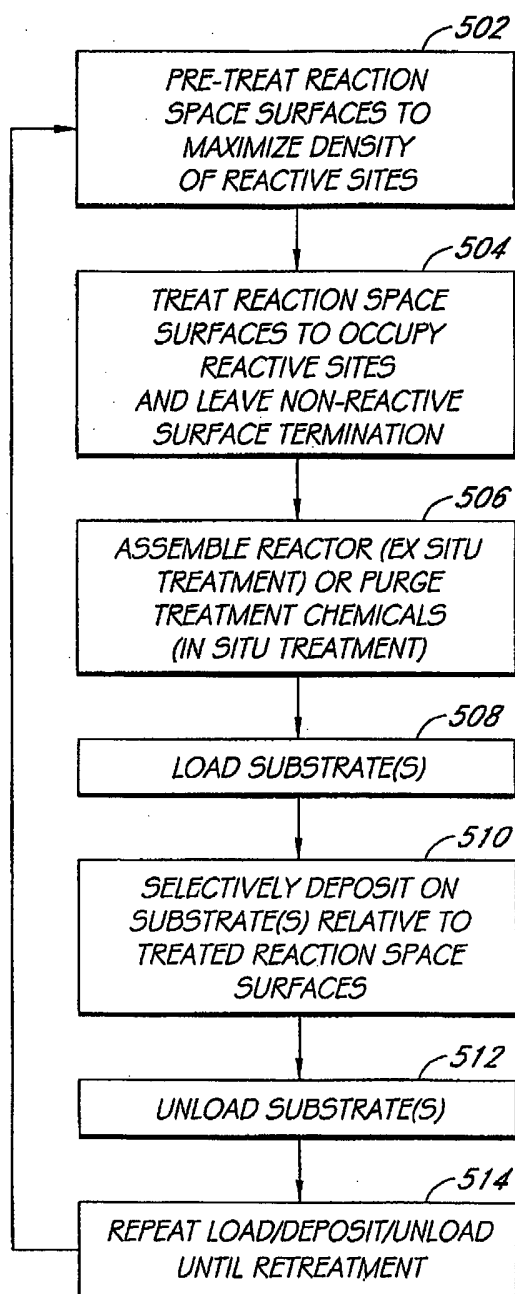 502
PRE-TREAT REACTION
SPACE SURFACES TO
MAXIMIZE DENSITY
OF REACTIVE SITES
504
TREAT REACTION SPACE
SURFACES TO OCCUPY
REACTIVE SITES
AND LEAVE NON-REACTIVE
SURFACE TERMINATION
506
ASSEMBLE REACTOR (EX SITU
TREATMENT) OR PURGE
TREATMENT CHEMICALS
(IN SITU TREATMENT)
508
LOAD SUBSTRATE(S)
510
SELECTIVELY DEPOSIT ON
SUBSTRATE(S) RELATIVE TO
TREATED REACTION SPACE
SURFACES
512
UNLOAD SUBSTRATE(S)
514
REPEAT LOAD/DEPOSIT/UNLOAD
UNTIL RETREATMENT